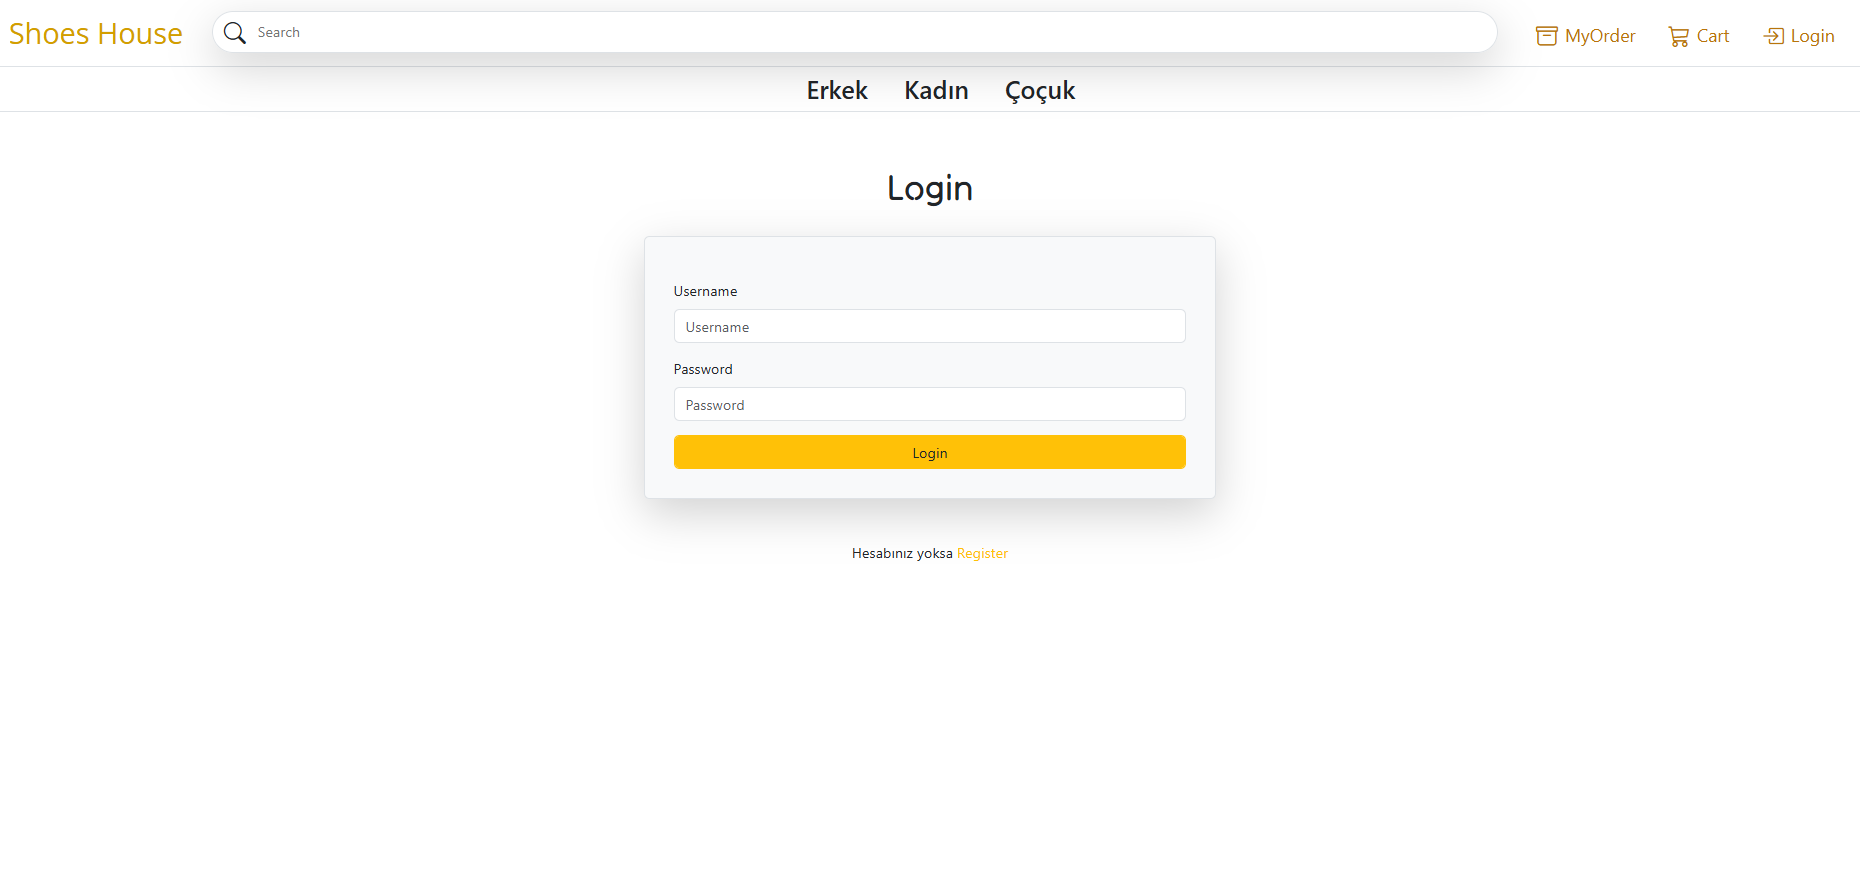 Shoes House Search MyOrder Cart Login
Erkek Kadın Çoçuk
Login
Username
Username
Password
Password
Login
Hesabınız yoksa Register